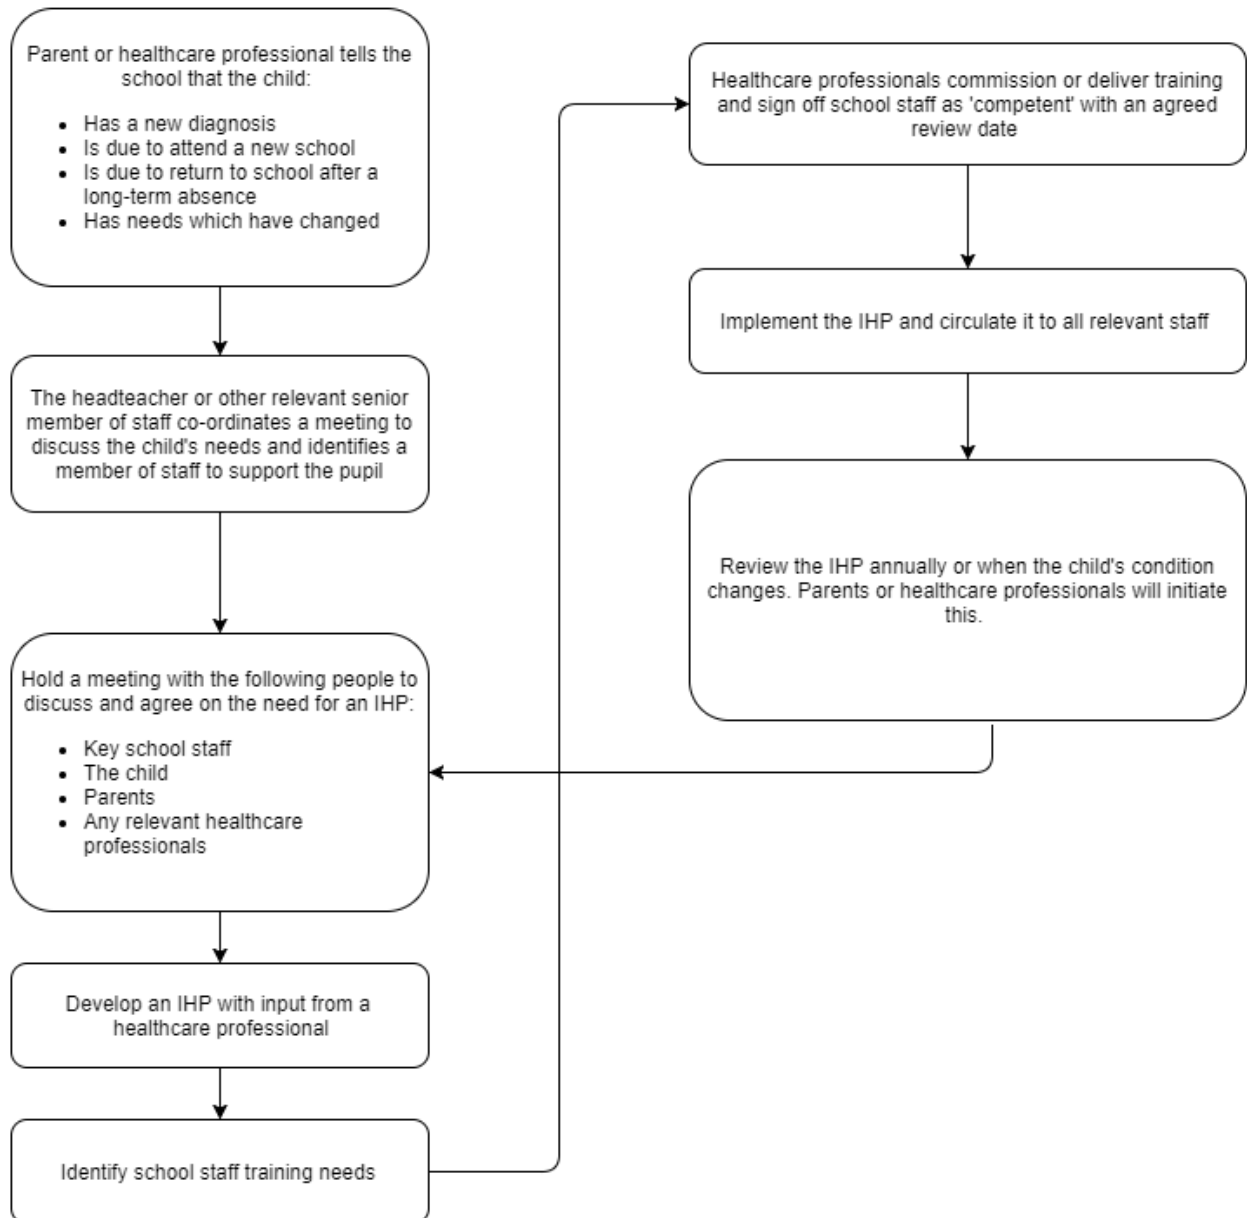 Parent or healthcare professional tells the
school that the child:
• Has a new diagnosis
• Is due to attend a new school
• Is due to return to school after a
long-term absence
• Has needs which have changed
The headteacher or other relevant senior
member of staff co-ordinates a meeting to
discuss the child's needs and identifies a
member of staff to support the pupil
Hold a meeting with the following people to
discuss and agree on the need for an IHP:
• Key school staff
• The child
• Parents
• Any relevant healthcare
professionals
Develop an IHP with input from a
healthcare professional
Identify school staff training needs
Healthcare professionals commission or deliver training
and sign off school staff as 'competent' with an agreed
review date
Implement the IHP and circulate it to all relevant staff
Review the IHP annually or when the child's condition
changes. Parents or healthcare professionals will initiate
this.